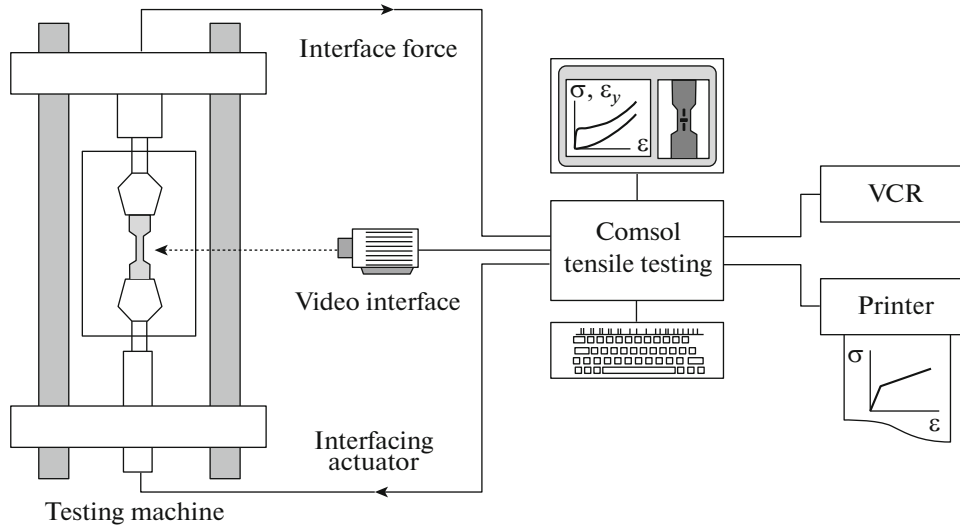 Interface force
σ, εy
ε
VCR
Comsol
tensile testing
Video interface
Printer
σ
ε
Interfacing
actuator
Testing machine